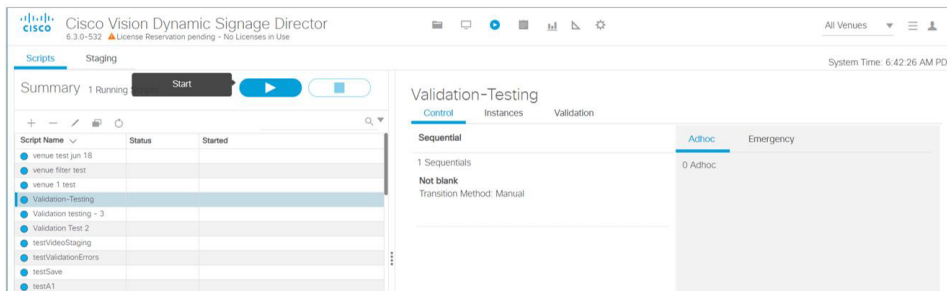 CISCO
Cisco Vision Dynamic Signage Director
6.3.0-532 License Reservation pending - No Licenses in Use
All Venues
Scripts Staging
System Time: 6:42:26 AM PD
Summary 1 Running
Start
Script Name Status Started
venue test jun 18
venue filter test
venue 1 test
Validation-Testing
Validation testing - 3
Validation Test 2
testVideoStaging
testValidationErrors
testSave
testA1
Validation-Testing
Control Instances Validation
Sequential
1 Sequentials
Not blank
Transition Method: Manual
Adhoc Emergency
0 Adhoc